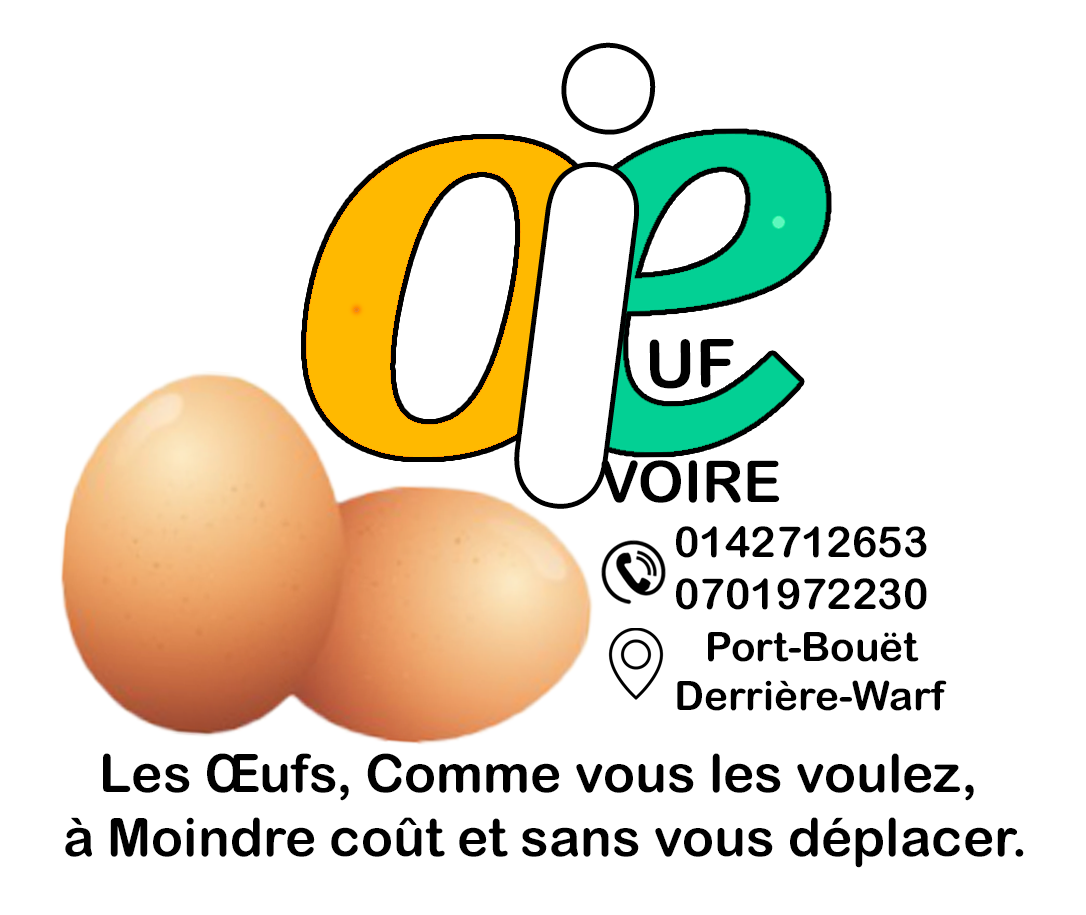 œi
UF
VOIRE
0142712653
0701972230
Port-Bouët
Derrière-Warf
Les Œufs, Comme vous les voulez,
à Moindre coût et sans vous déplacer.